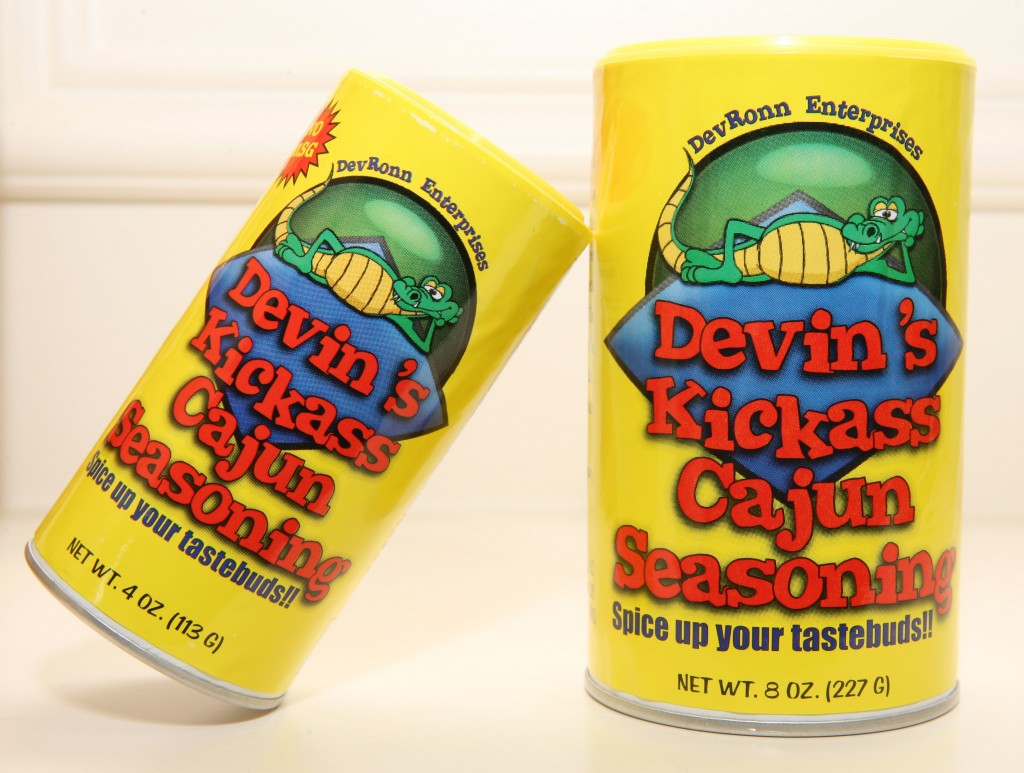 NO
MSG
DevRonn Enterprises
Devin's
Kickass
Cajun
Seasoning
Spice up your tastebuds!!
NET WT. 4 OZ. (113 G)
DevRonn Enterprises
Devin's
Kickass
Cajun
Seasoning
Spice up your tastebuds!!
NET WT. 8 OZ. (227 G)